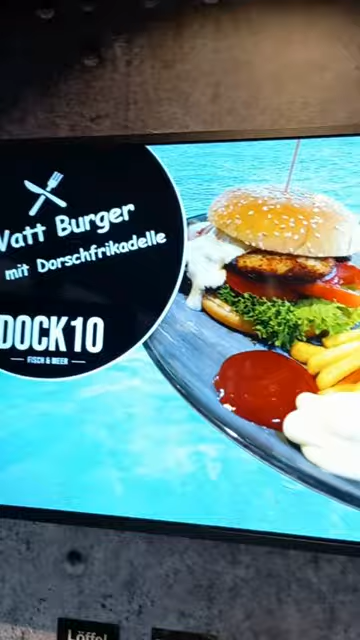 Watt Burger
mit Dorschfrikadelle
DOCK10
FISCH & MEER
Löffel